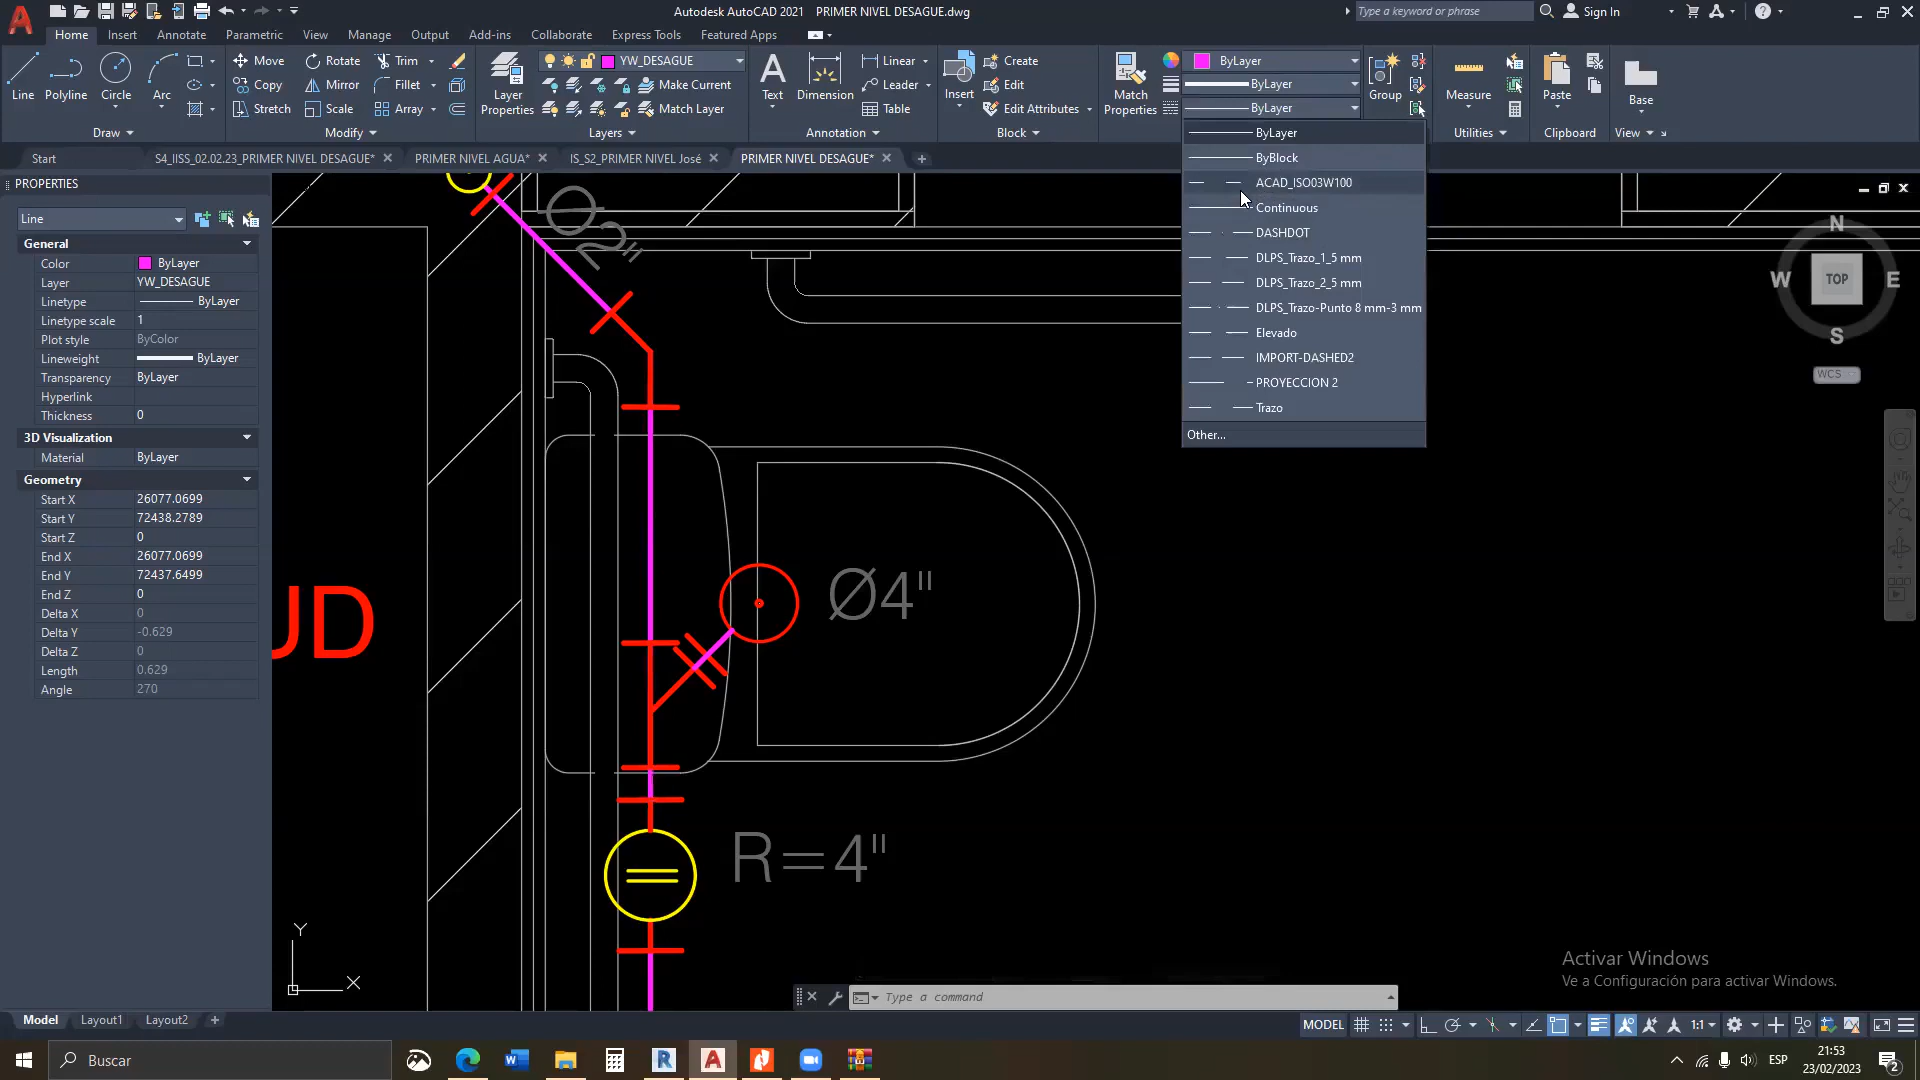 Autodesk AutoCAD 2021 PRIMER NIVEL DESAGUE.dwg
Type a keyword or phrase
Sign In
Home Insert Annotate Parametric View Manage Output Add-ins Collaborate Express Tools Featured Apps
Line Polyline Circle Arc
Move Rotate Trim
Copy Mirror Fillet
Stretch Scale Array
Layer Properties
YW_DESAGUE
Make Current
Match Layer
Text Dimension
Linear
Leader
Table
Insert
Create
Edit
Edit Attributes
Match Properties
ByLayer
ByLayer
ByLayer
Group Measure Paste Base
Draw Modify Layers Annotation Block Utilities Clipboard View
Start S4_IISS_02.02.23_PRIMER NIVEL DESAGUE* PRIMER NIVEL AGUA* IS_S2_PRIMER NIVEL José PRIMER NIVEL DESAGUE*
ByLayer
ByBlock
ACAD_ISO03W100
Continuous
DASHDOT
DLPS_Trazo_1_5 mm
DLPS_Trazo_2_5 mm
DLPS_Trazo-Punto 8 mm-3 mm
Elevado
IMPORT-DASHED2
PROYECCION 2
Trazo
Other...
PROPERTIES
Line
General
Color ByLayer
Layer YW_DESAGUE
Linetype ByLayer
Linetype scale 1
Plot style ByColor
Lineweight ByLayer
Transparency ByLayer
Hyperlink
Thickness 0
3D Visualization
Material ByLayer
Geometry
Start X 26077.0699
Start Y 72438.2789
Start Z 0
End X 26077.0699
End Y 72437.6499
End Z 0
Delta X 0
Delta Y -0.629
Delta Z 0
Length 0.629
Angle 270
Ø2"
Ø4"
UD
R=4"
Y
X
N
W TOP E
S
WCS
Activar Windows
Ve a Configuración para activar Windows.
Type a command
Model Layout1 Layout2 +
MODEL 1:1
Buscar
ESP
21:53
23/02/2023
2